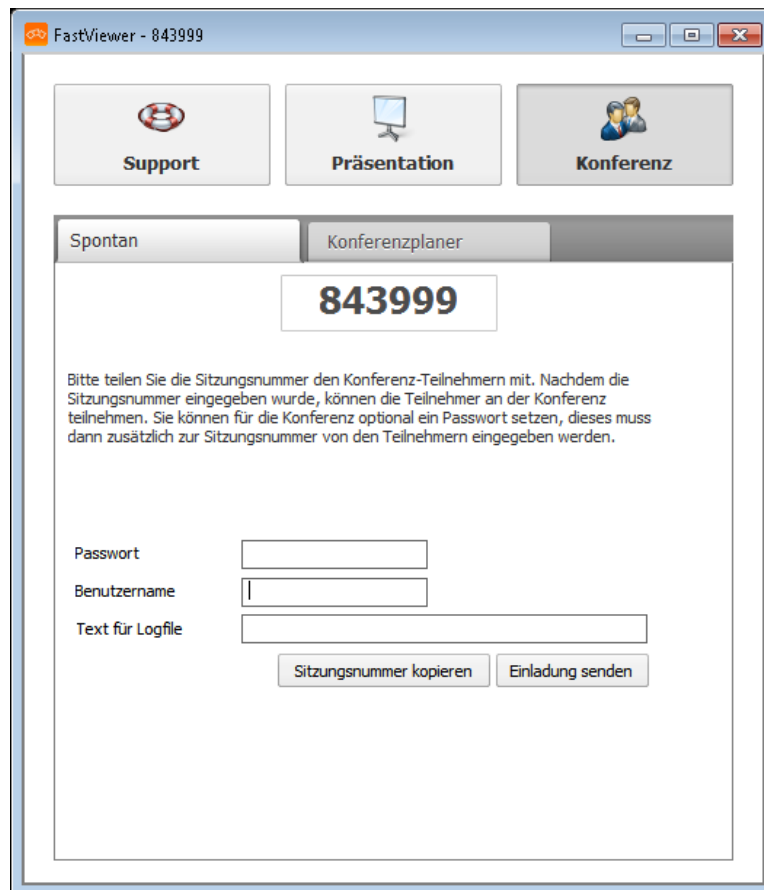 FastViewer - 843999
Support
Präsentation
Konferenz
Spontan
Konferenzplaner
843999
Bitte teilen Sie die Sitzungsnummer den Konferenz-Teilnehmern mit. Nachdem die
Sitzungsnummer eingegeben wurde, können die Teilnehmer an der Konferenz
teilnehmen. Sie können für die Konferenz optional ein Passwort setzen, dieses muss
dann zusätzlich zur Sitzungsnummer von den Teilnehmern eingegeben werden.
Passwort
Benutzername
Text für Logfile
Sitzungsnummer kopieren
Einladung senden